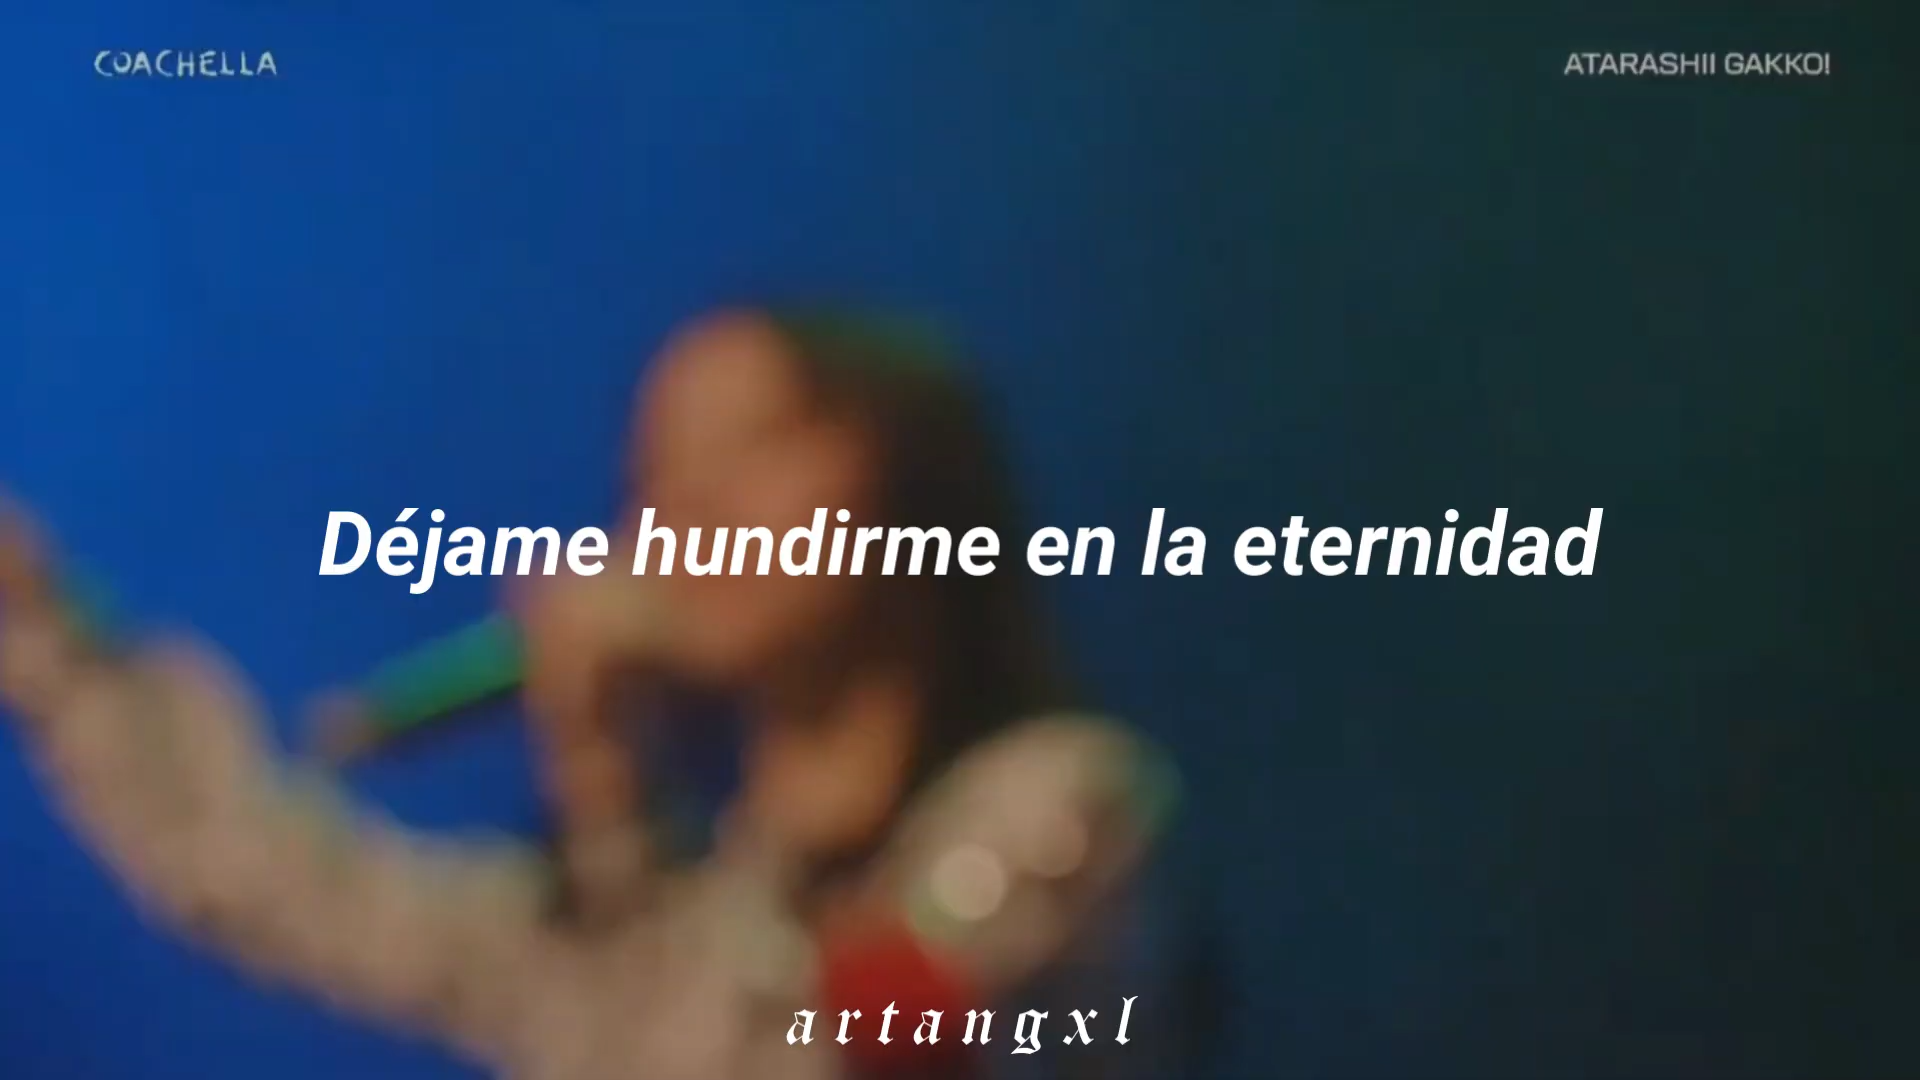 COACHELLA
ATARASHII GAKKO!
Déjame hundirme en la eternidad
artangxl